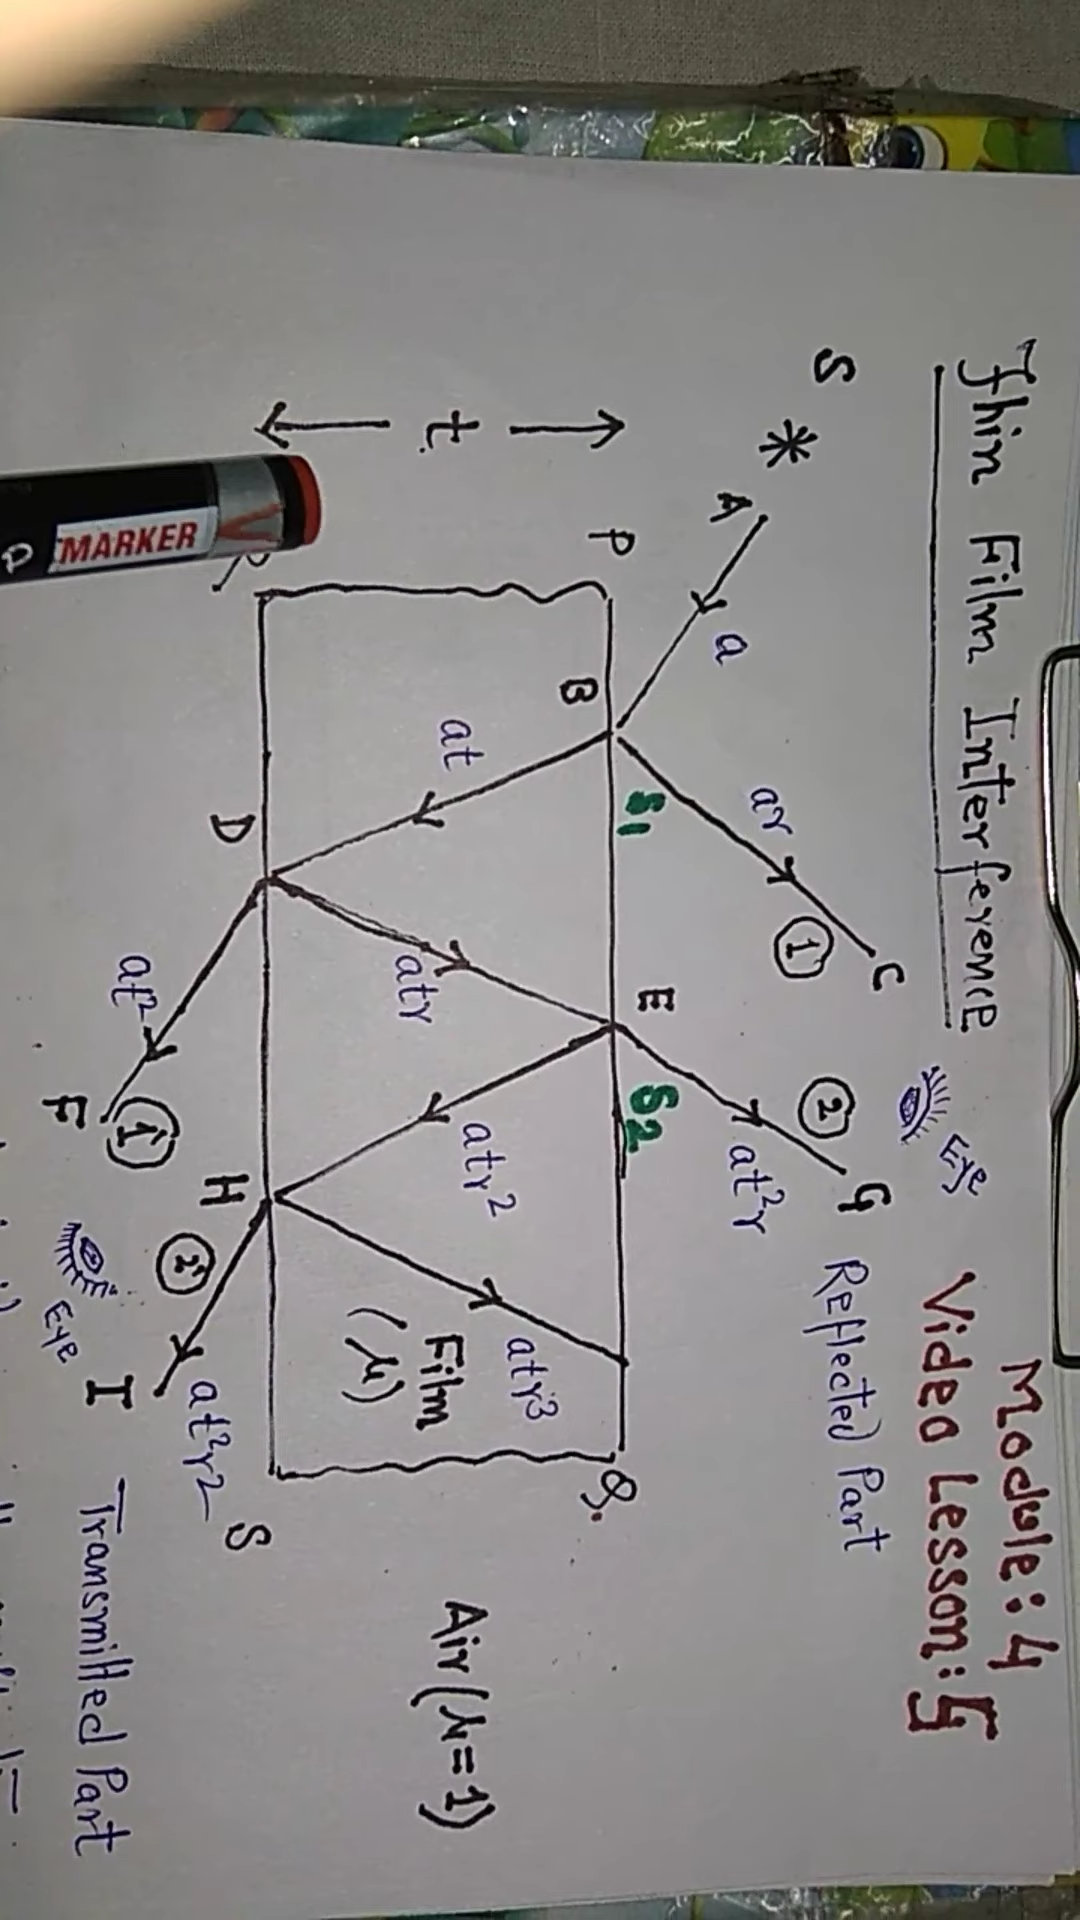 Module: 4
Thin Film Interference
Video Lesson: 5
Eye
S
*
A
a
C
G
Reflected Part
ar
1
2
at²r
P
B
S1
E
S2
Q.
t
at
atr
atr²
atr³
Film
(μ)
Air (μ=1)
R
D
H
S
at²
F
1
2
at²r²
Eye
I
Transmitted Part
MARKER